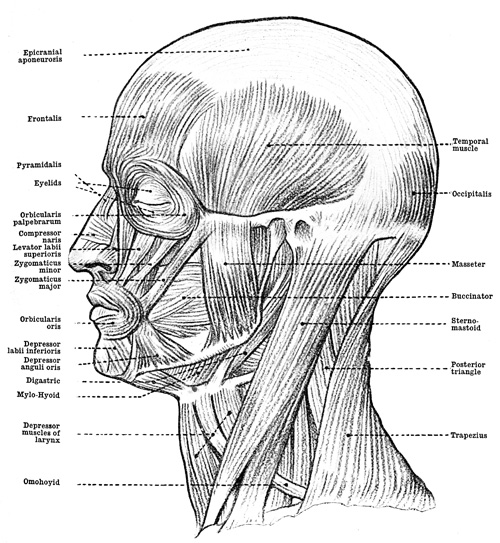 Epicranial
aponeurosis
Frontalis
Pyramidalis
Eyelids
Orbicularis
palpebrarum
Compressor
naris
Levator labii
superioris
Zygomaticus
minor
Zygomaticus
major
Orbicularis
oris
Depressor
labii inferioris
Depressor
anguli oris
Digastric
Mylo-Hyoid
Depressor
muscles of
larynx
Omohyoid
Temporal
muscle
Occipitalis
Masseter
Buccinator
Sterno-
mastoid
Posterior
triangle
Trapezius